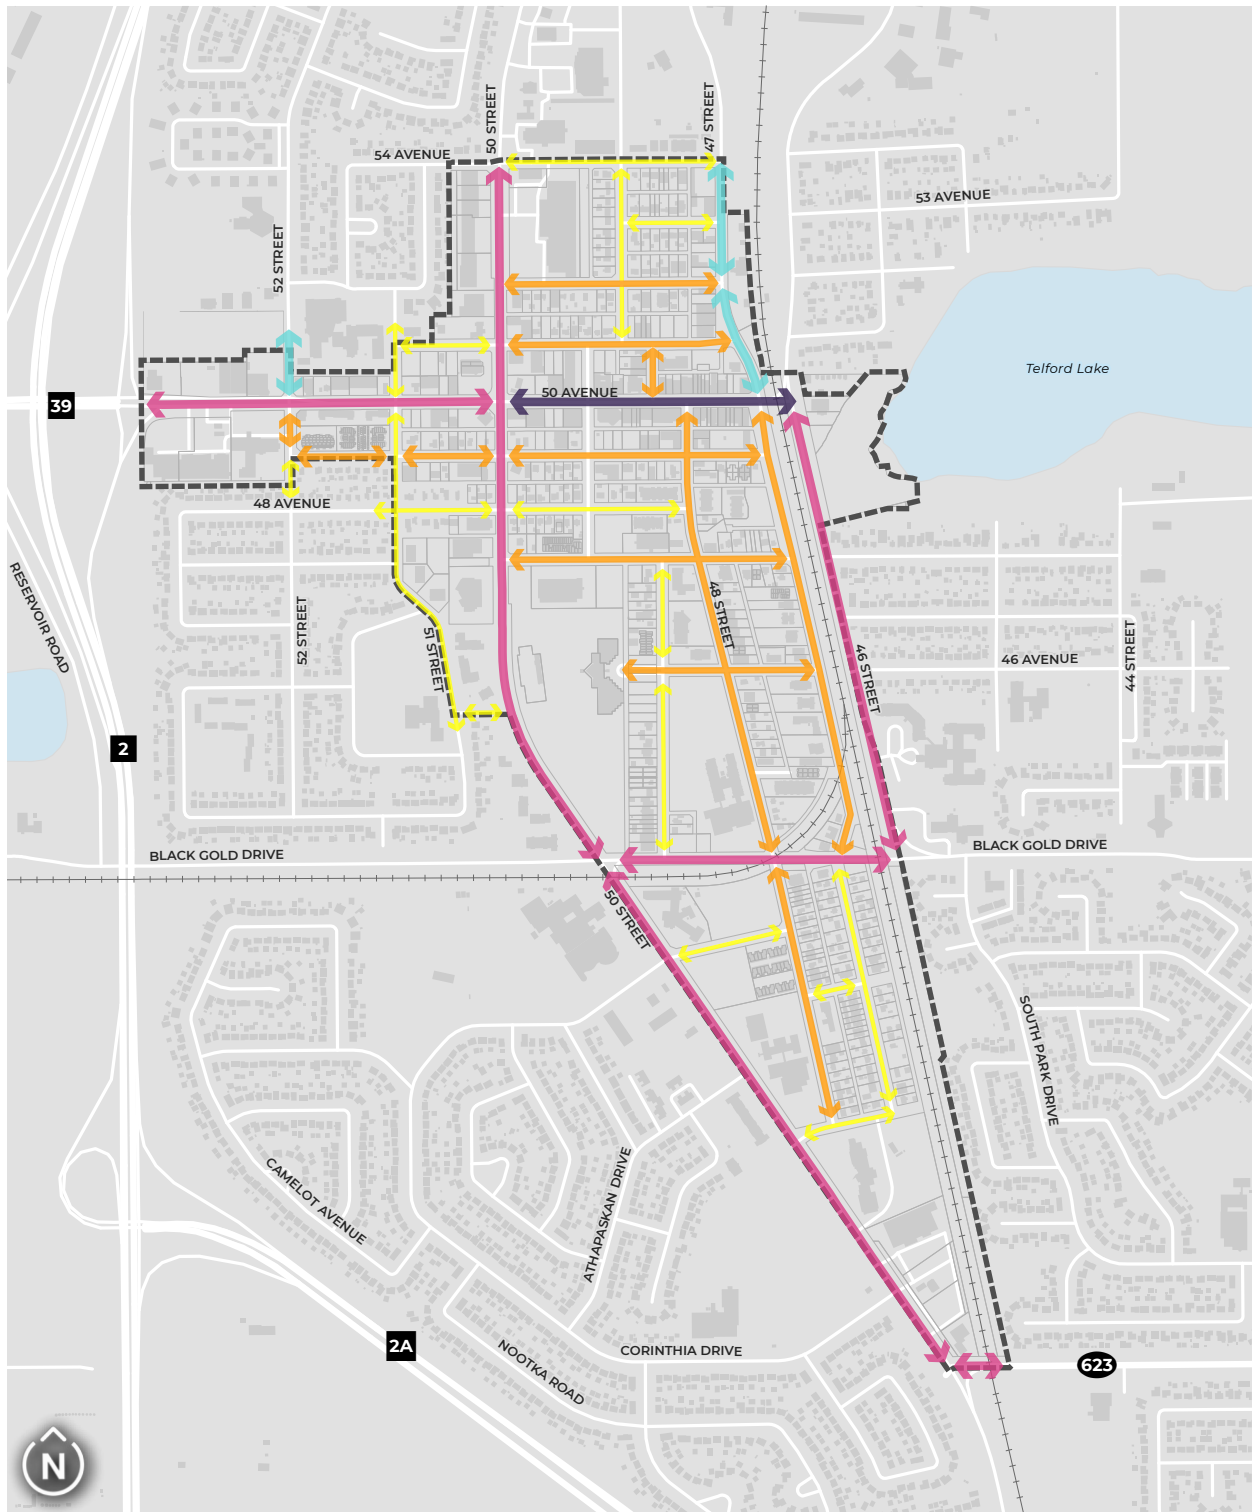 50 STREET
47 STREET
54 AVENUE
53 AVENUE
52 STREET
Telford Lake
50 AVENUE
39
48 AVENUE
RESERVOIR ROAD
52 STREET
51 STREET
48 STREET
46 STREET
46 AVENUE
44 STREET
2
BLACK GOLD DRIVE
BLACK GOLD DRIVE
50 STREET
SOUTH PARK DRIVE
CAMELOT AVENUE
ATHAPASKAN DRIVE
2A
NOOTKA ROAD
CORINTHIA DRIVE
623
N